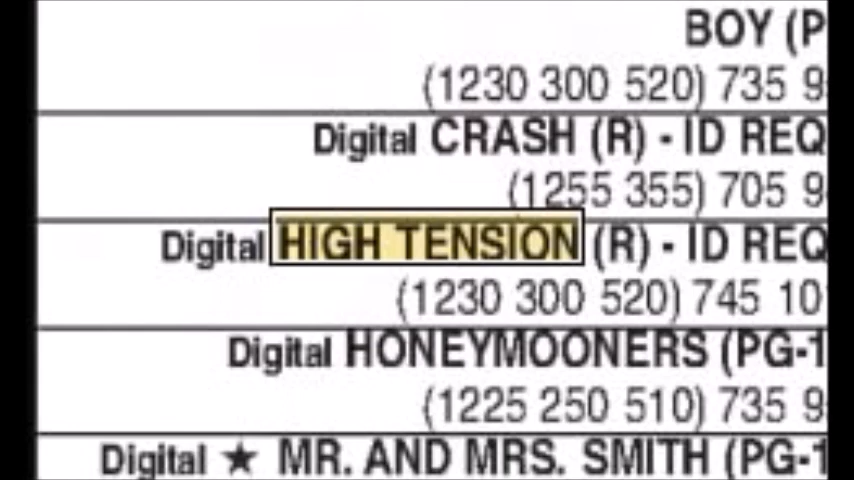 BOY (P
(1230 300 520) 735 9
Digital CRASH (R) - ID REQ
(1255 355) 705 9
Digital HIGH TENSION (R) - ID REQ
(1230 300 520) 745 10
Digital HONEYMOONERS (PG-1
(1225 250 510) 735 9
Digital ★ MR. AND MRS. SMITH (PG-1